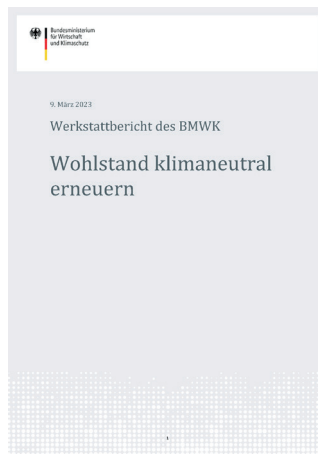 Bundesministerium
für Wirtschaft
und Klimaschutz
9. März 2023
Werkstattbericht des BMWK
Wohlstand klimaneutral
erneuern
1